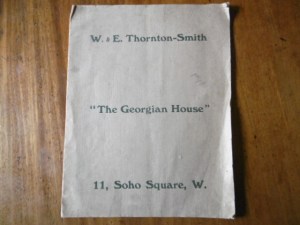 W. & E. Thornton-Smith
"The Georgian House"
11, Soho Square, W.